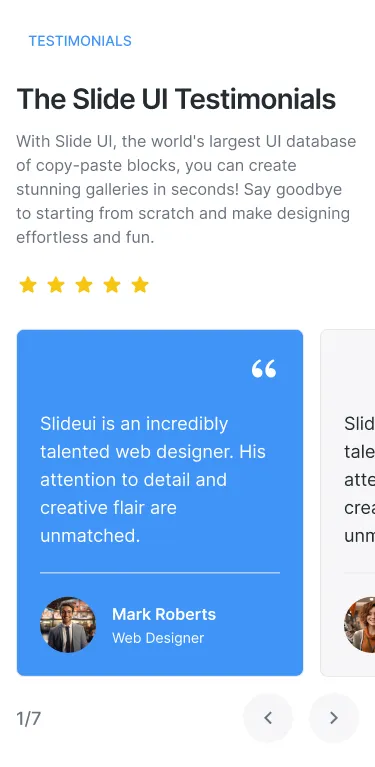 TESTIMONIALS
The Slide UI Testimonials
With Slide UI, the world's largest UI database
of copy-paste blocks, you can create
stunning galleries in seconds! Say goodbye
to starting from scratch and make designing
effortless and fun.
“
Slideui is an incredibly
talented web designer. His
attention to detail and
creative flair are
unmatched.
Mark Roberts
Web Designer
Slid
tale
atte
crea
unm
1/7